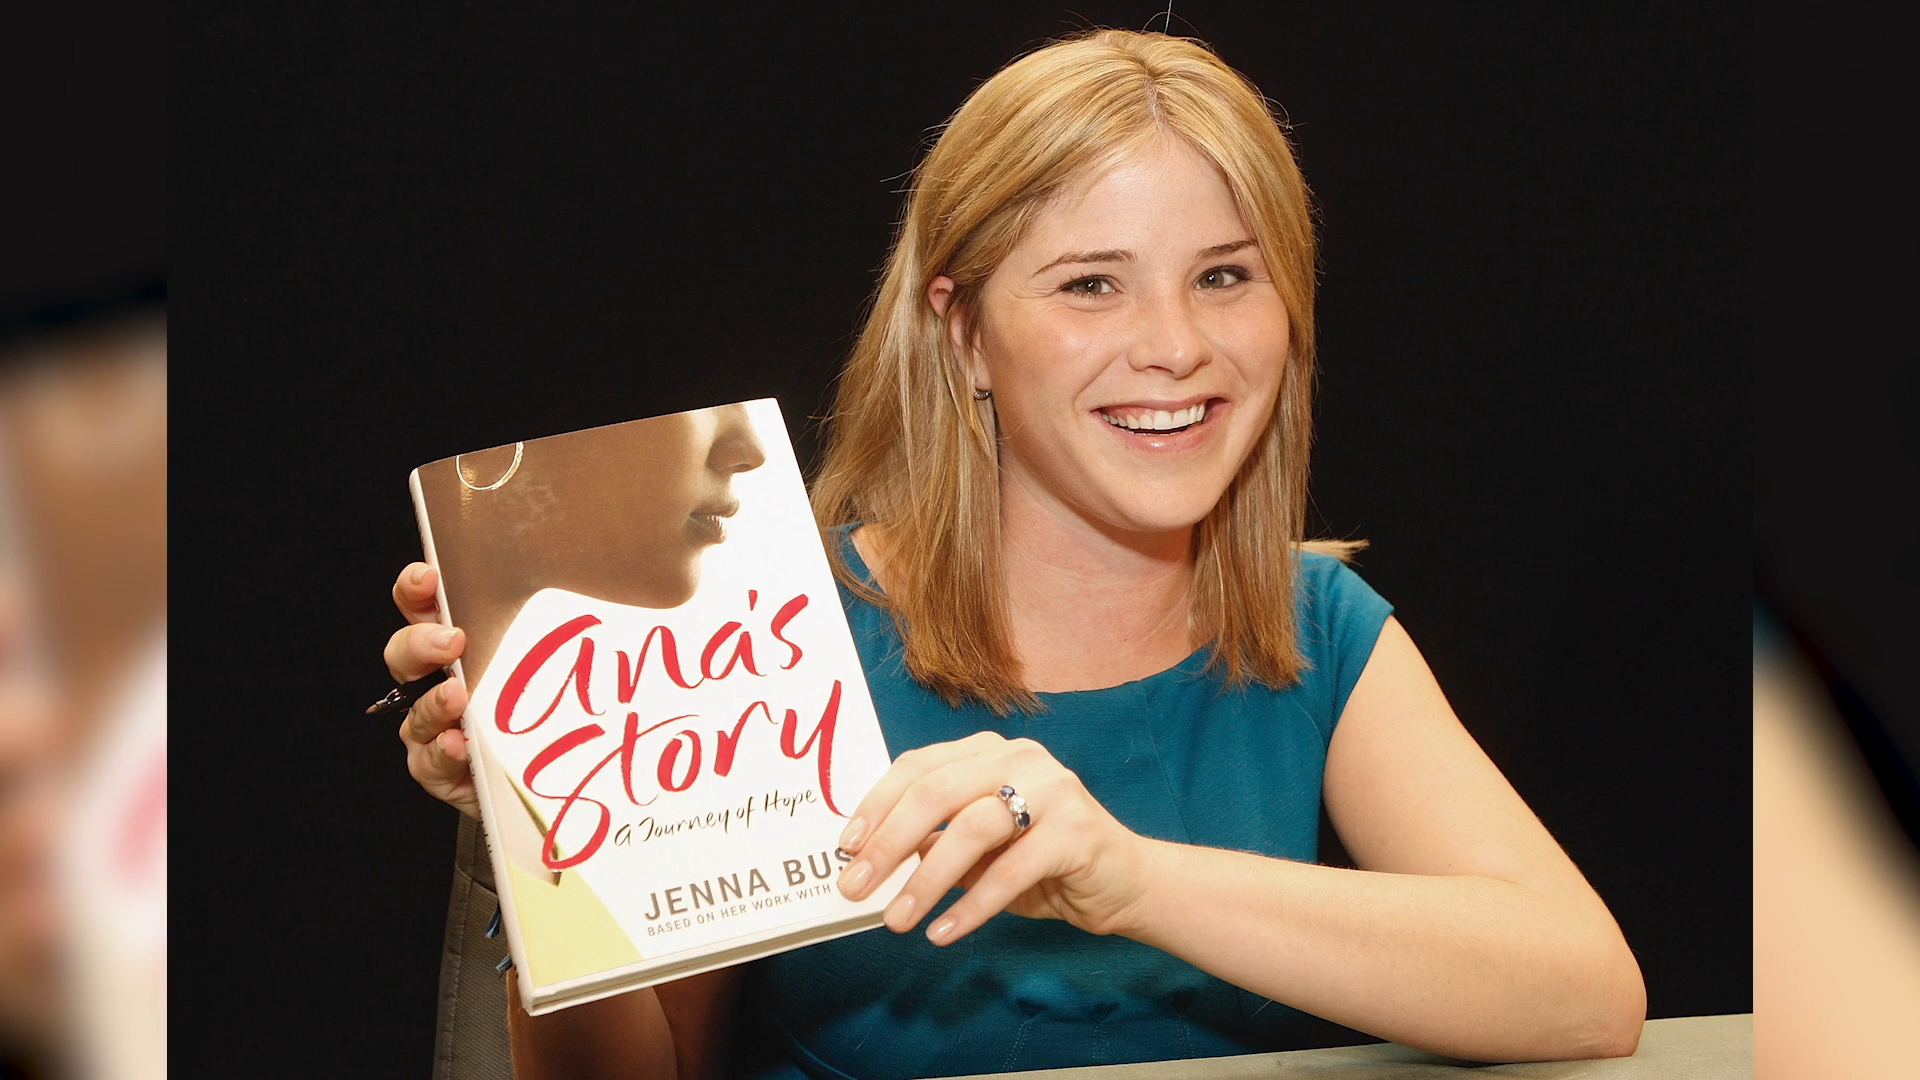 ana's
Story
a Journey of Hope
JENNA BUS
BASED ON HER WORK WITH